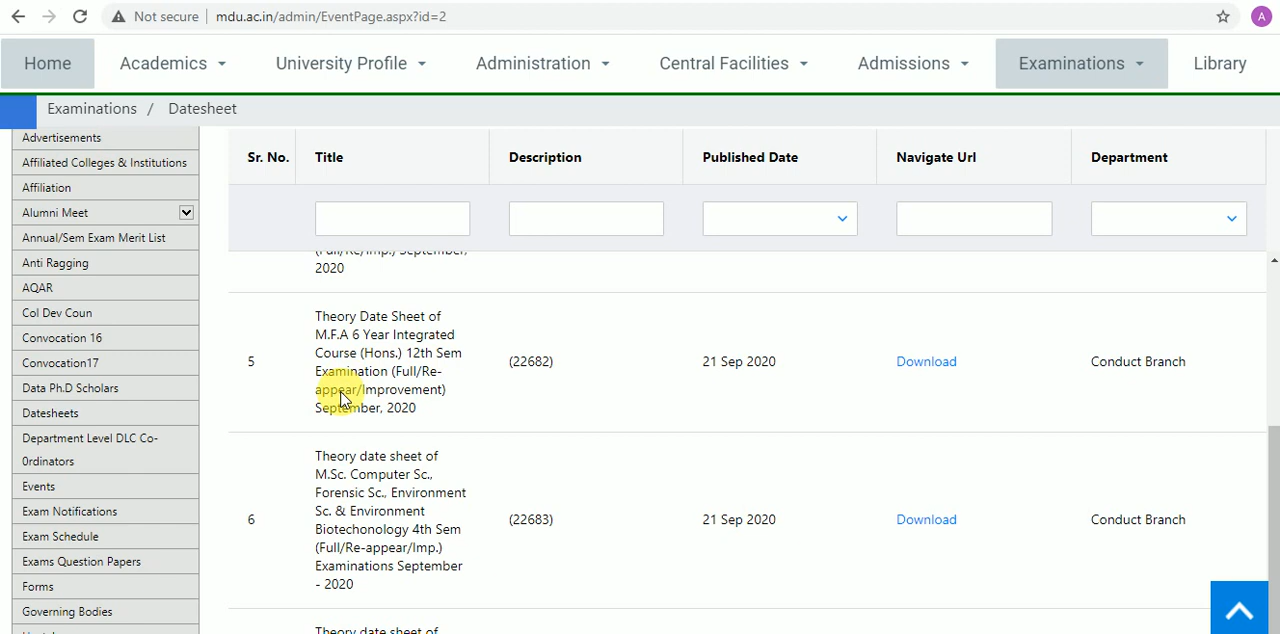 Not secure
mdu.ac.in/admin/EventPage.aspx?id=2
A
Home
Academics
University Profile
Administration
Central Facilities
Admissions
Examinations
Library
Examinations / Datesheet
Advertisements
Affiliated Colleges & Institutions
Affiliation
Alumni Meet
Annual/Sem Exam Merit List
Anti Ragging
AQAR
Col Dev Coun
Convocation 16
Convocation17
Data Ph.D Scholars
Datesheets
Department Level DLC Co-
Ordinators
Events
Exam Notifications
Exam Schedule
Exams Question Papers
Forms
Governing Bodies
Sr. No.
Title
Description
Published Date
Navigate Url
Department
(Full/Re/Imp.) September,
2020
5
Theory Date Sheet of
M.F.A 6 Year Integrated
Course (Hons.) 12th Sem
Examination (Full/Re-
appear/Improvement)
September, 2020
(22682)
21 Sep 2020
Download
Conduct Branch
6
Theory date sheet of
M.Sc. Computer Sc.,
Forensic Sc., Environment
Sc. & Environment
Biotechonology 4th Sem
(Full/Re-appear/Imp.)
Examinations September
- 2020
(22683)
21 Sep 2020
Download
Conduct Branch
Theory date sheet of